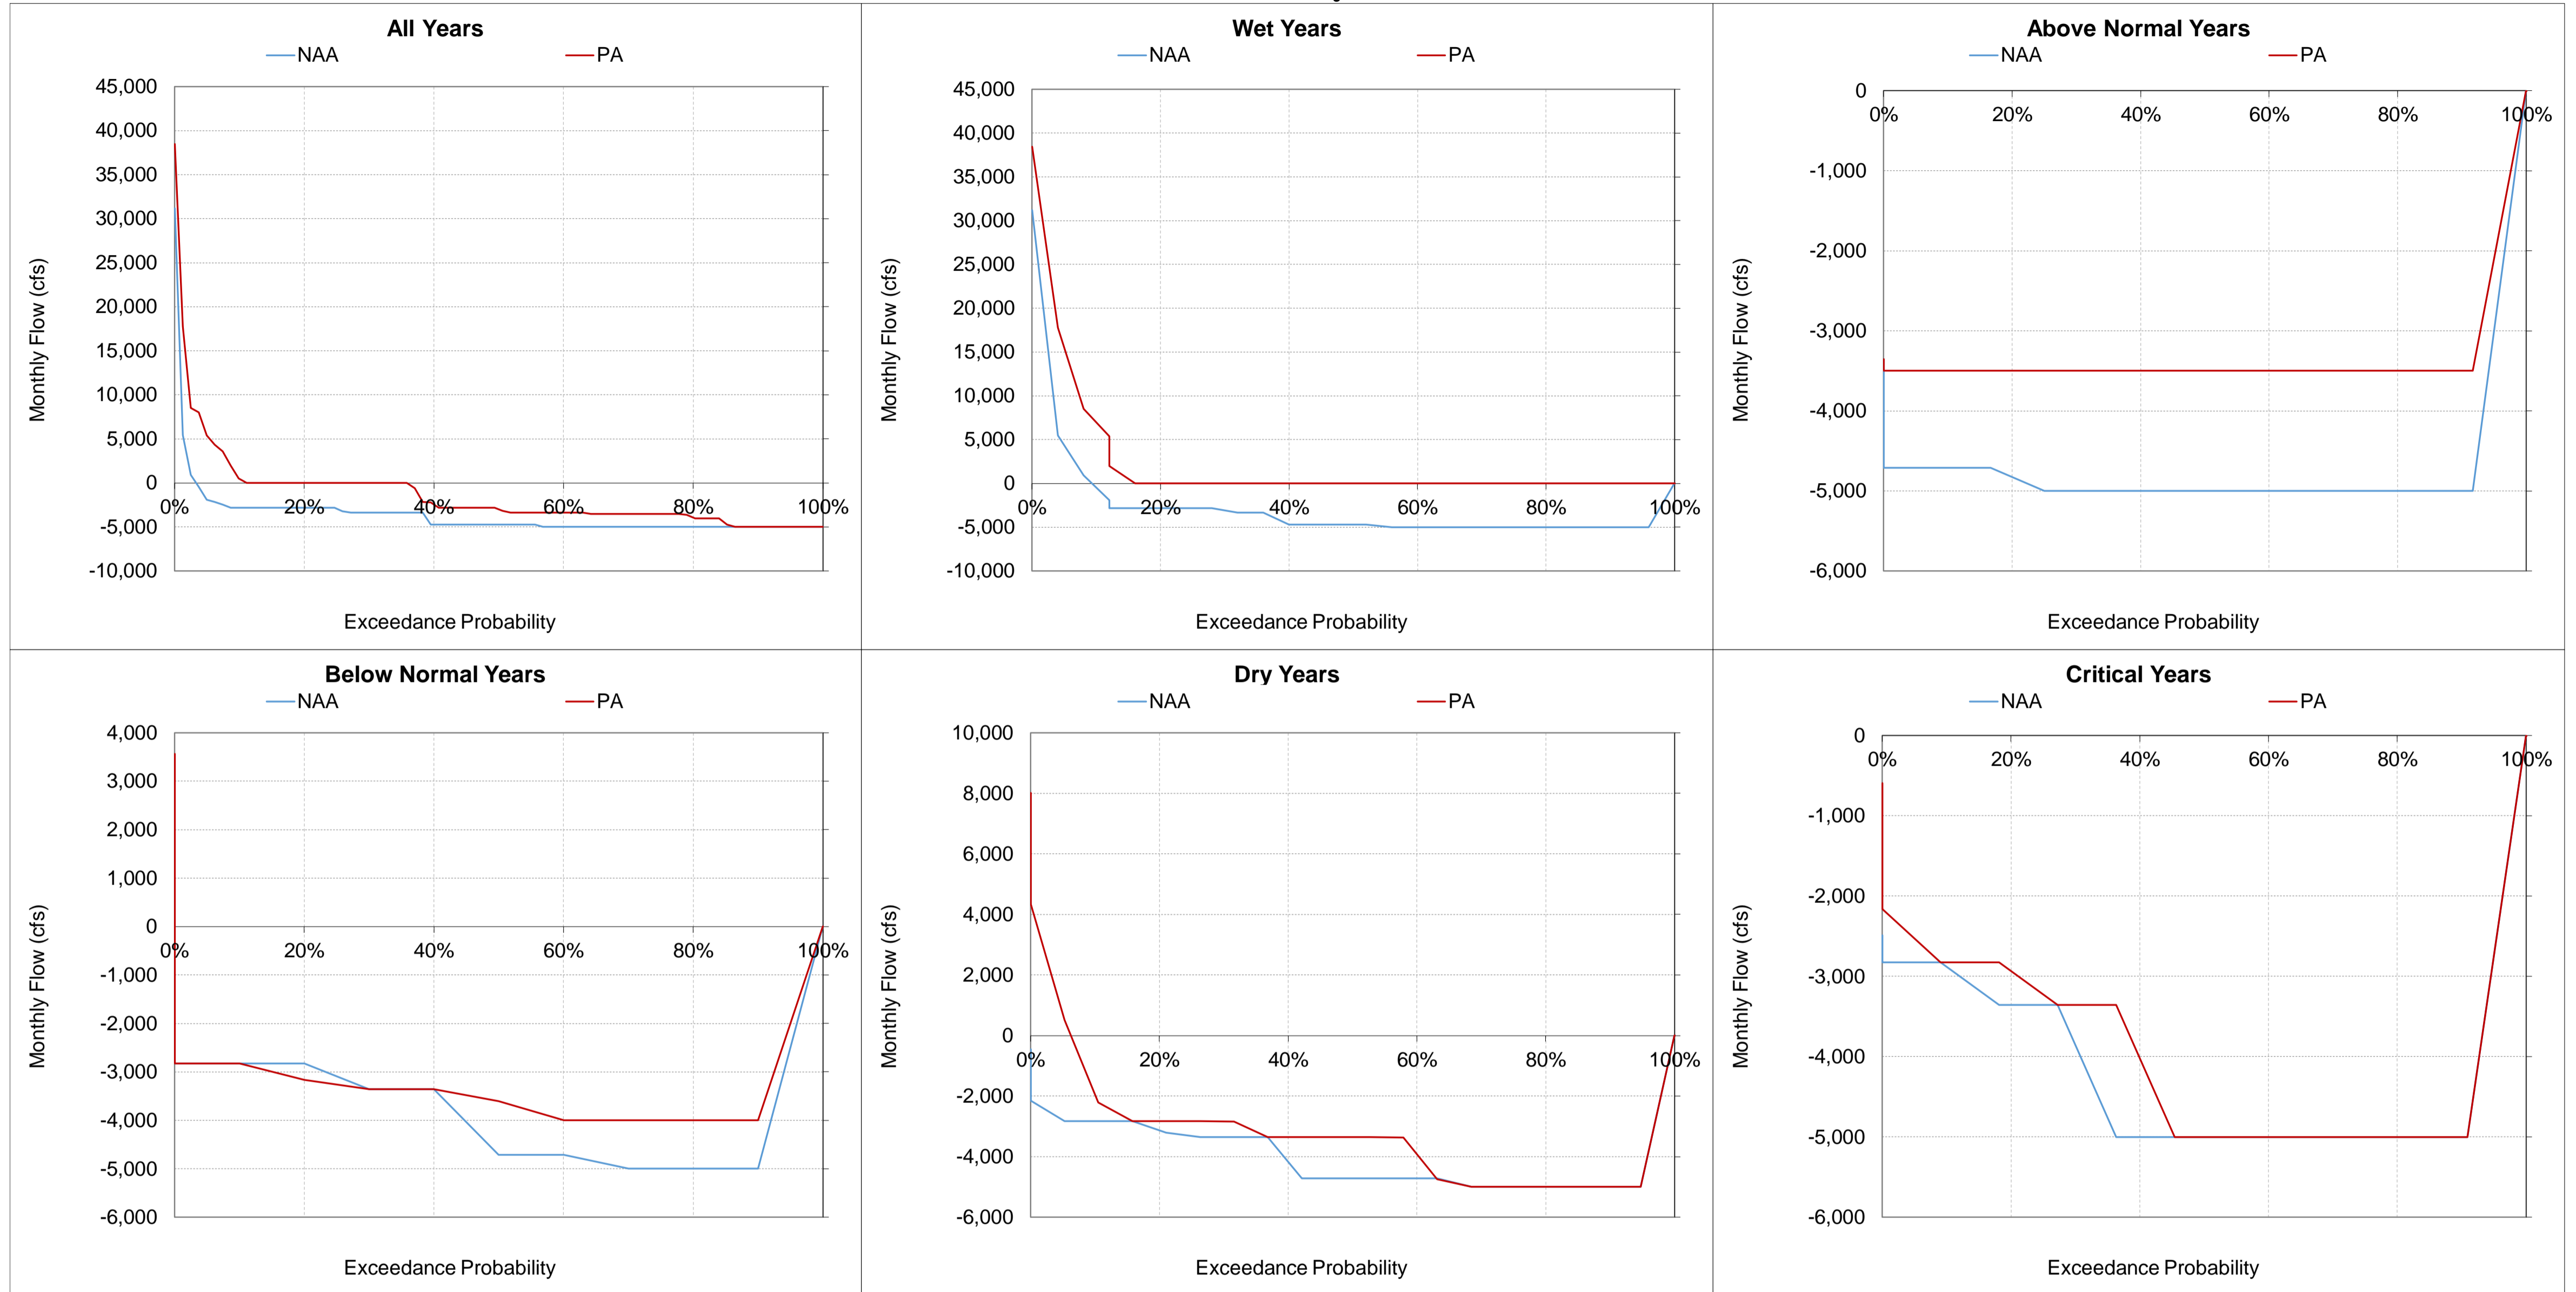 All Years
NAA PA
45,000
40,000
35,000
30,000
25,000
20,000
15,000
10,000
5,000
0
-5,000
-10,000
0% 20% 40% 60% 80% 100%
Monthly Flow (cfs)
Exceedance Probability
Wet Years
NAA PA
45,000
40,000
35,000
30,000
25,000
20,000
15,000
10,000
5,000
0
-5,000
-10,000
0% 20% 40% 60% 80% 100%
Monthly Flow (cfs)
Exceedance Probability
Above Normal Years
NAA PA
0
-1,000
-2,000
-3,000
-4,000
-5,000
-6,000
0% 20% 40% 60% 80% 100%
Monthly Flow (cfs)
Exceedance Probability
Below Normal Years
NAA PA
4,000
3,000
2,000
1,000
0
-1,000
-2,000
-3,000
-4,000
-5,000
-6,000
0% 20% 40% 60% 80% 100%
Monthly Flow (cfs)
Exceedance Probability
Dry Years
NAA PA
10,000
8,000
6,000
4,000
2,000
0
-2,000
-4,000
-6,000
0% 20% 40% 60% 80% 100%
Monthly Flow (cfs)
Exceedance Probability
Critical Years
NAA PA
0
-1,000
-2,000
-3,000
-4,000
-5,000
-6,000
0% 20% 40% 60% 80% 100%
Monthly Flow (cfs)
Exceedance Probability